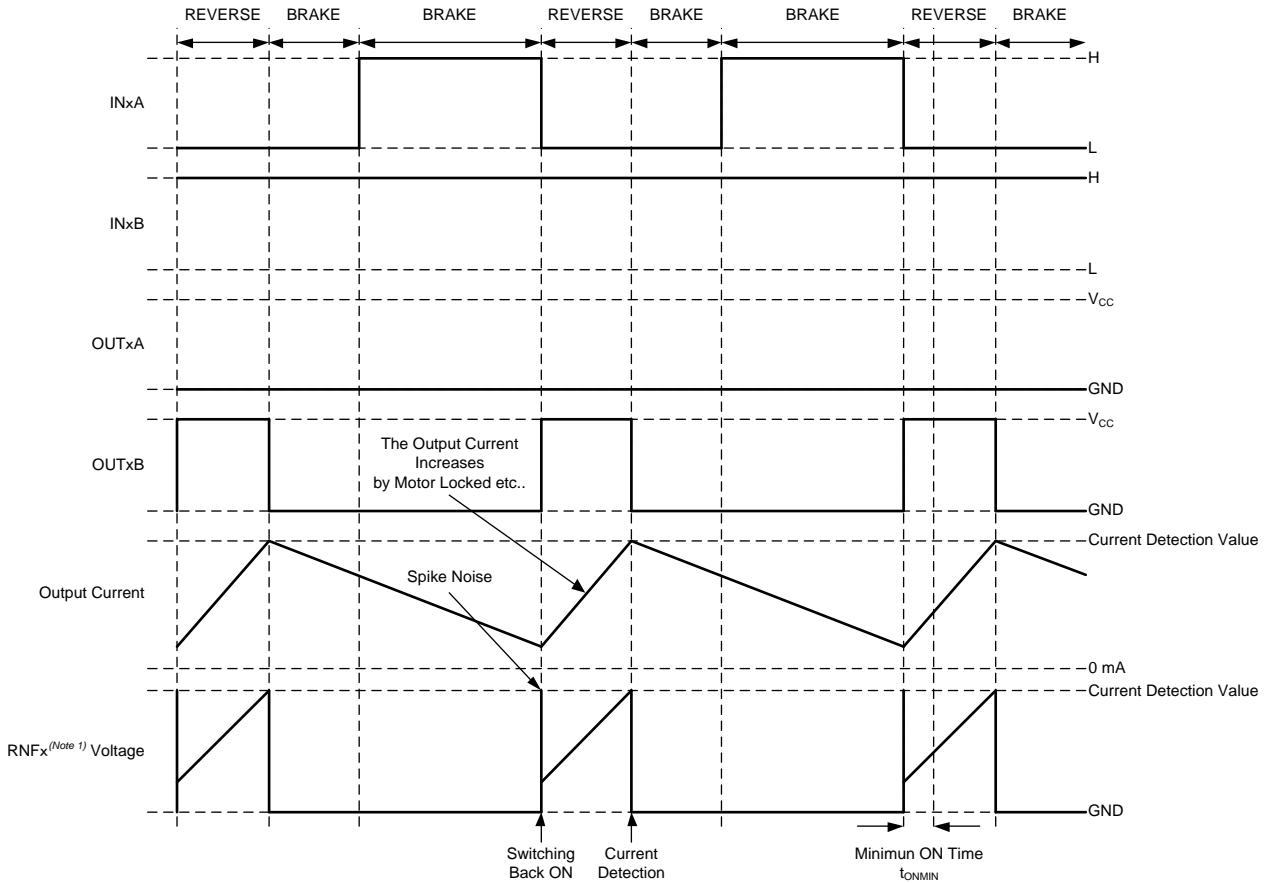 REVERSE BRAKE BRAKE REVERSE BRAKE BRAKE REVERSE BRAKE
H
INxA
L
H
INxB
L
VCC
OUTxA
GND
VCC
The Output Current
Increases
by Motor Locked etc..
OUTxB
GND
Current Detection Value
Spike Noise
Output Current
0 mA
Current Detection Value
RNFx(Note 1) Voltage
GND
Switching
Back ON
Current
Detection
Minimun ON Time
tONMIN